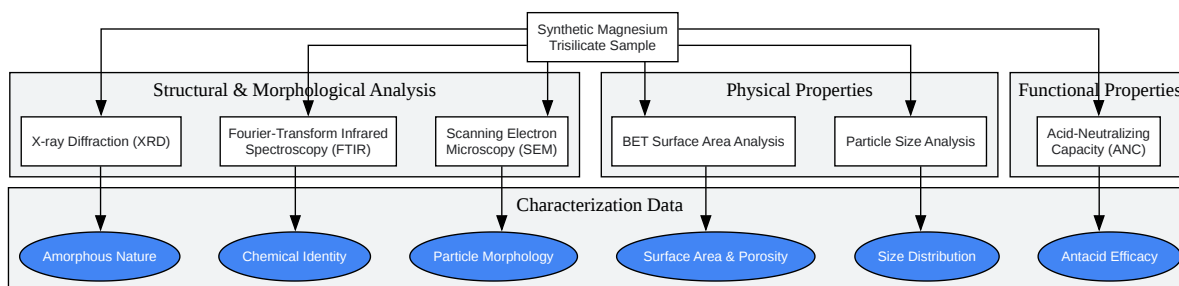 Synthetic Magnesium
Trisilicate Sample
Structural & Morphological Analysis
Physical Properties
Functional Properties
X-ray Diffraction (XRD)
Fourier-Transform Infrared
Spectroscopy (FTIR)
Scanning Electron
Microscopy (SEM)
BET Surface Area Analysis
Particle Size Analysis
Acid-Neutralizing
Capacity (ANC)
Characterization Data
Amorphous Nature
Chemical Identity
Particle Morphology
Surface Area & Porosity
Size Distribution
Antacid Efficacy